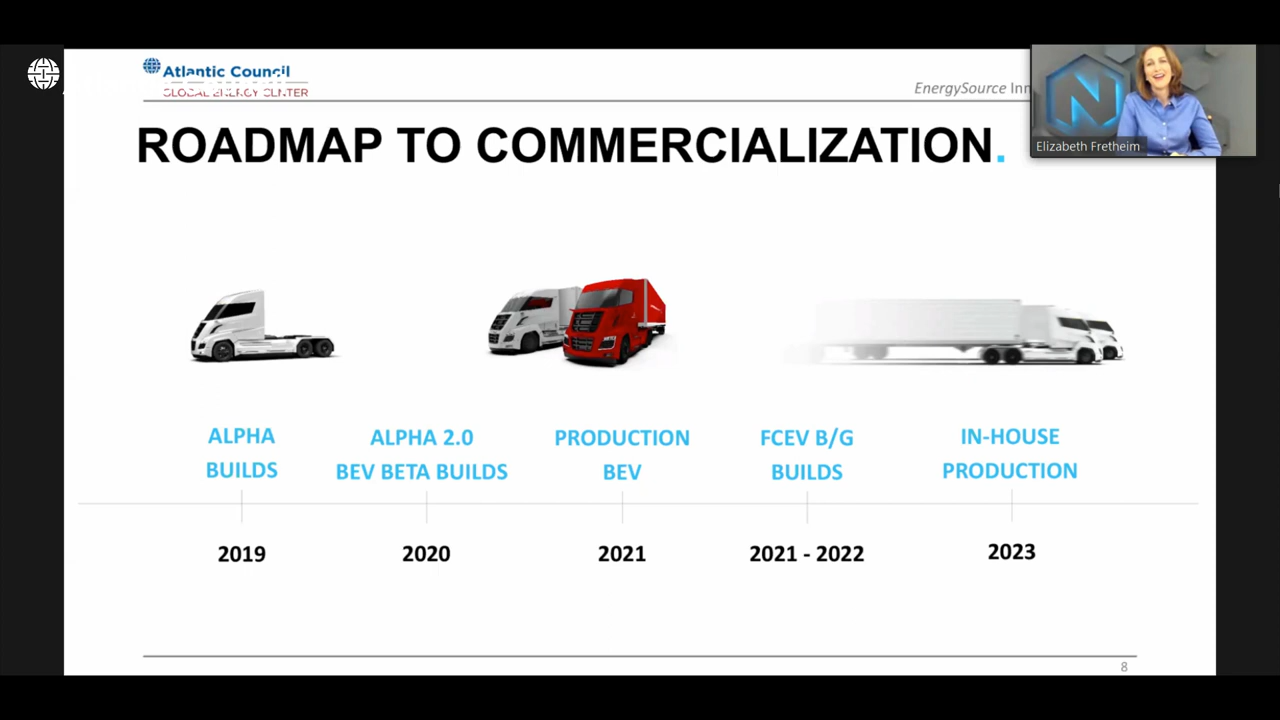 Atlantic Council
GLOBAL ENERGY CENTER
EnergySource Inn
ROADMAP TO COMMERCIALIZATION.
Elizabeth Fretheim
ALPHA
BUILDS
ALPHA 2.0
BEV BETA BUILDS
PRODUCTION
BEV
FCEV B/G
BUILDS
IN-HOUSE
PRODUCTION
2019
2020
2021
2021 - 2022
2023
8